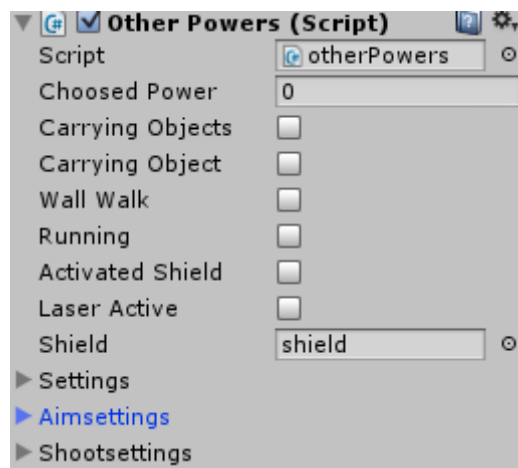 Other Powers (Script)
Script otherPowers
Choosed Power 0
Carrying Objects
Carrying Object
Wall Walk
Running
Activated Shield
Laser Active
Shield shield
Settings
Aimsettings
Shootsettings